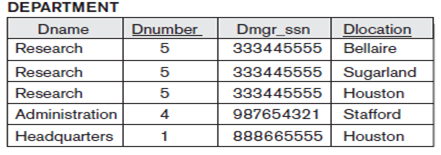 DEPARTMENT
Dname Dnumber Dmgr_ssn Dlocation
Research 5 333445555 Bellaire
Research 5 333445555 Sugarland
Research 5 333445555 Houston
Administration 4 987654321 Stafford
Headquarters 1 888665555 Houston